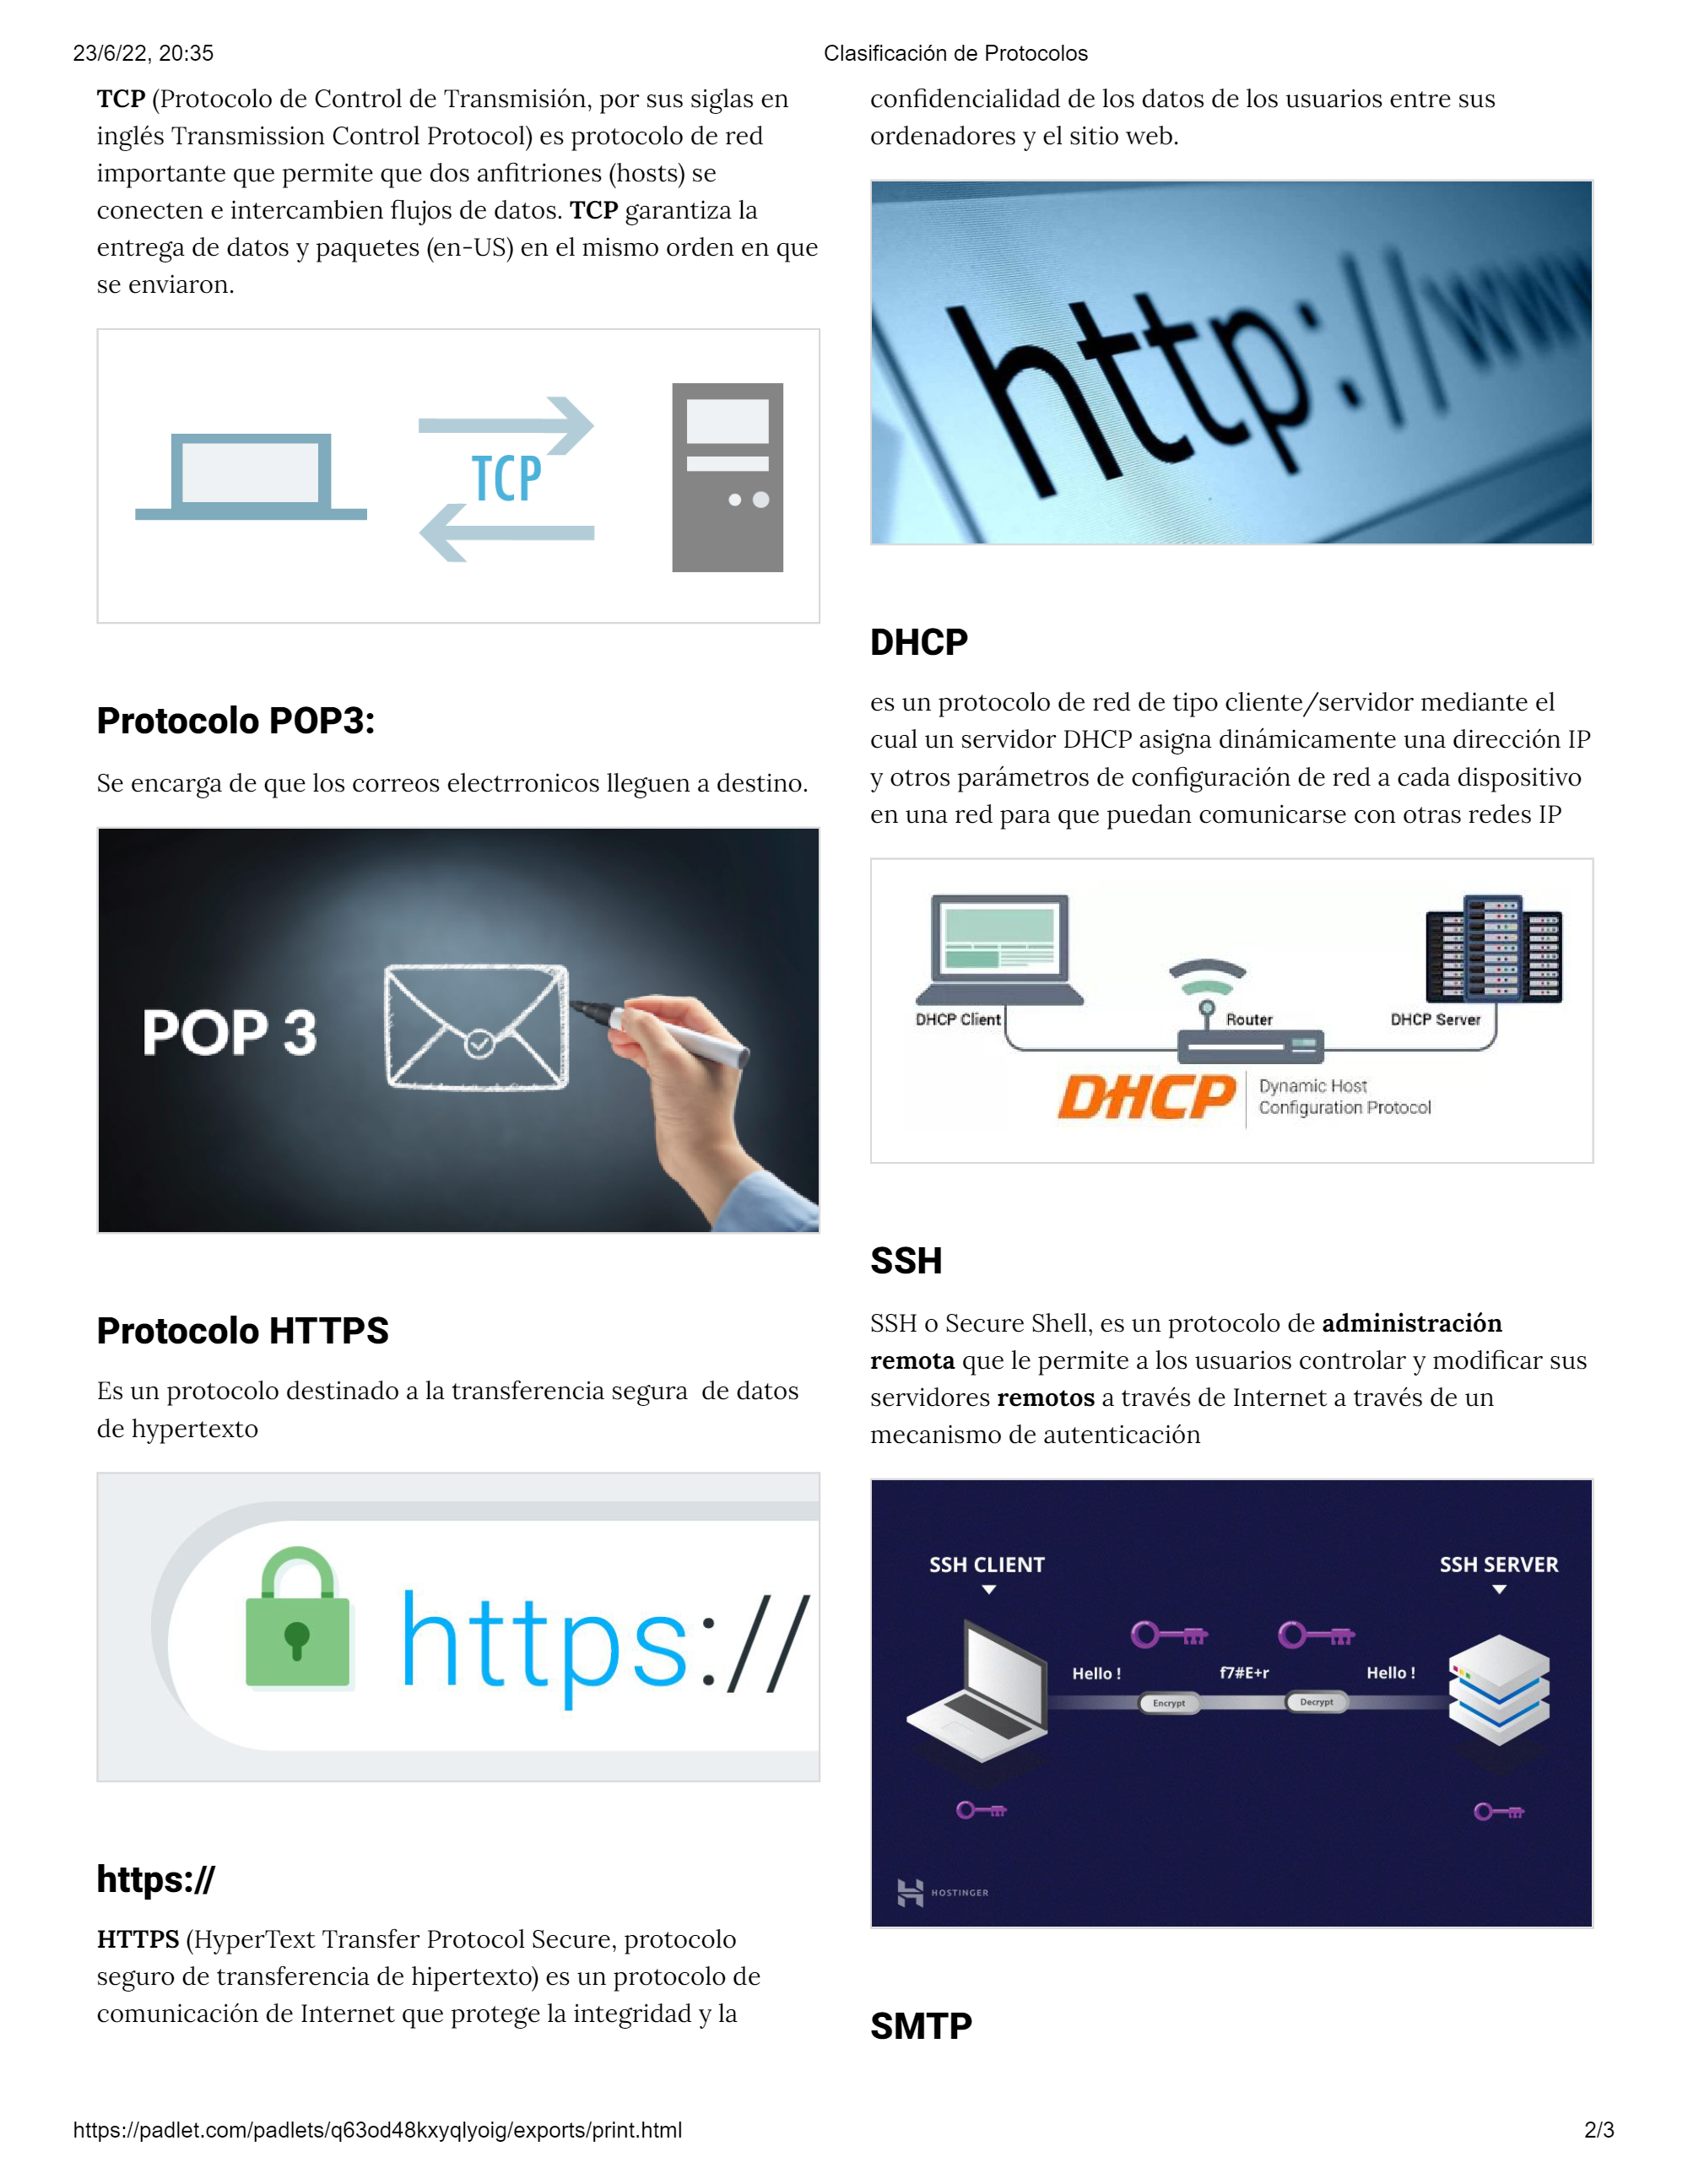 23/6/22, 20:35
Clasificación de Protocolos
TCP (Protocolo de Control de Transmisión, por sus siglas en
inglés Transmission Control Protocol) es protocolo de red
importante que permite que dos anfitriones (hosts) se
conecten e intercambien flujos de datos. TCP garantiza la
entrega de datos y paquetes (en-US) en el mismo orden en que
se enviaron.
TCP
Protocolo POP3:
Se encarga de que los correos electrronicos lleguen a destino.
POP 3
Protocolo HTTPS
Es un protocolo destinado a la transferencia segura  de datos
de hypertexto
https://
https://
HTTPS (HyperText Transfer Protocol Secure, protocolo
seguro de transferencia de hipertexto) es un protocolo de
comunicación de Internet que protege la integridad y la
confidencialidad de los datos de los usuarios entre sus
ordenadores y el sitio web.
http://www
DHCP
es un protocolo de red de tipo cliente/servidor mediante el
cual un servidor DHCP asigna dinámicamente una dirección IP
y otros parámetros de configuración de red a cada dispositivo
en una red para que puedan comunicarse con otras redes IP
DHCP Client
Router
DHCP Server
DHCP
Dynamic Host
Configuration Protocol
SSH
SSH o Secure Shell, es un protocolo de administración
remota que le permite a los usuarios controlar y modificar sus
servidores remotos a través de Internet a través de un
mecanismo de autenticación
SSH CLIENT
SSH SERVER
Hello !
f7#E+r
Hello !
Encrypt
Decrypt
HOSTINGER
SMTP
https://padlet.com/padlets/q63od48kxyqlyoig/exports/print.html
2/3